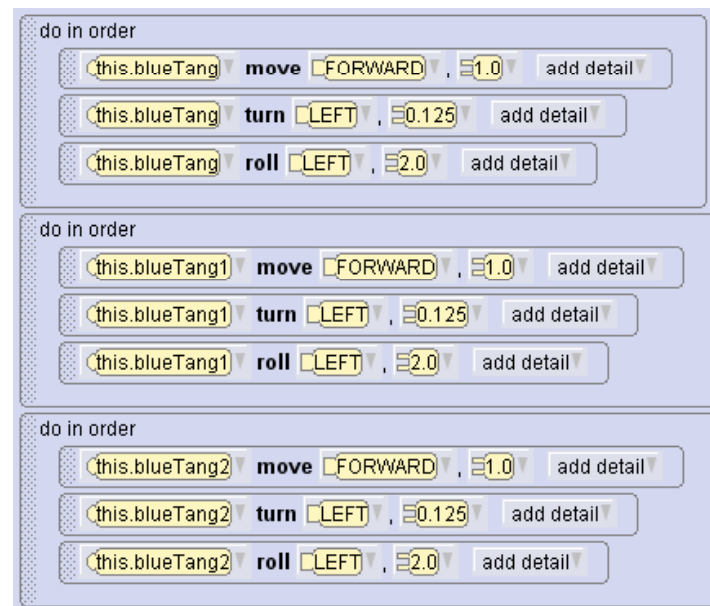 do in order
this.blueTang move FORWARD , 1.0 add detail
this.blueTang turn LEFT , 0.125 add detail
this.blueTang roll LEFT , 2.0 add detail
do in order
this.blueTang1 move FORWARD , 1.0 add detail
this.blueTang1 turn LEFT , 0.125 add detail
this.blueTang1 roll LEFT , 2.0 add detail
do in order
this.blueTang2 move FORWARD , 1.0 add detail
this.blueTang2 turn LEFT , 0.125 add detail
this.blueTang2 roll LEFT , 2.0 add detail